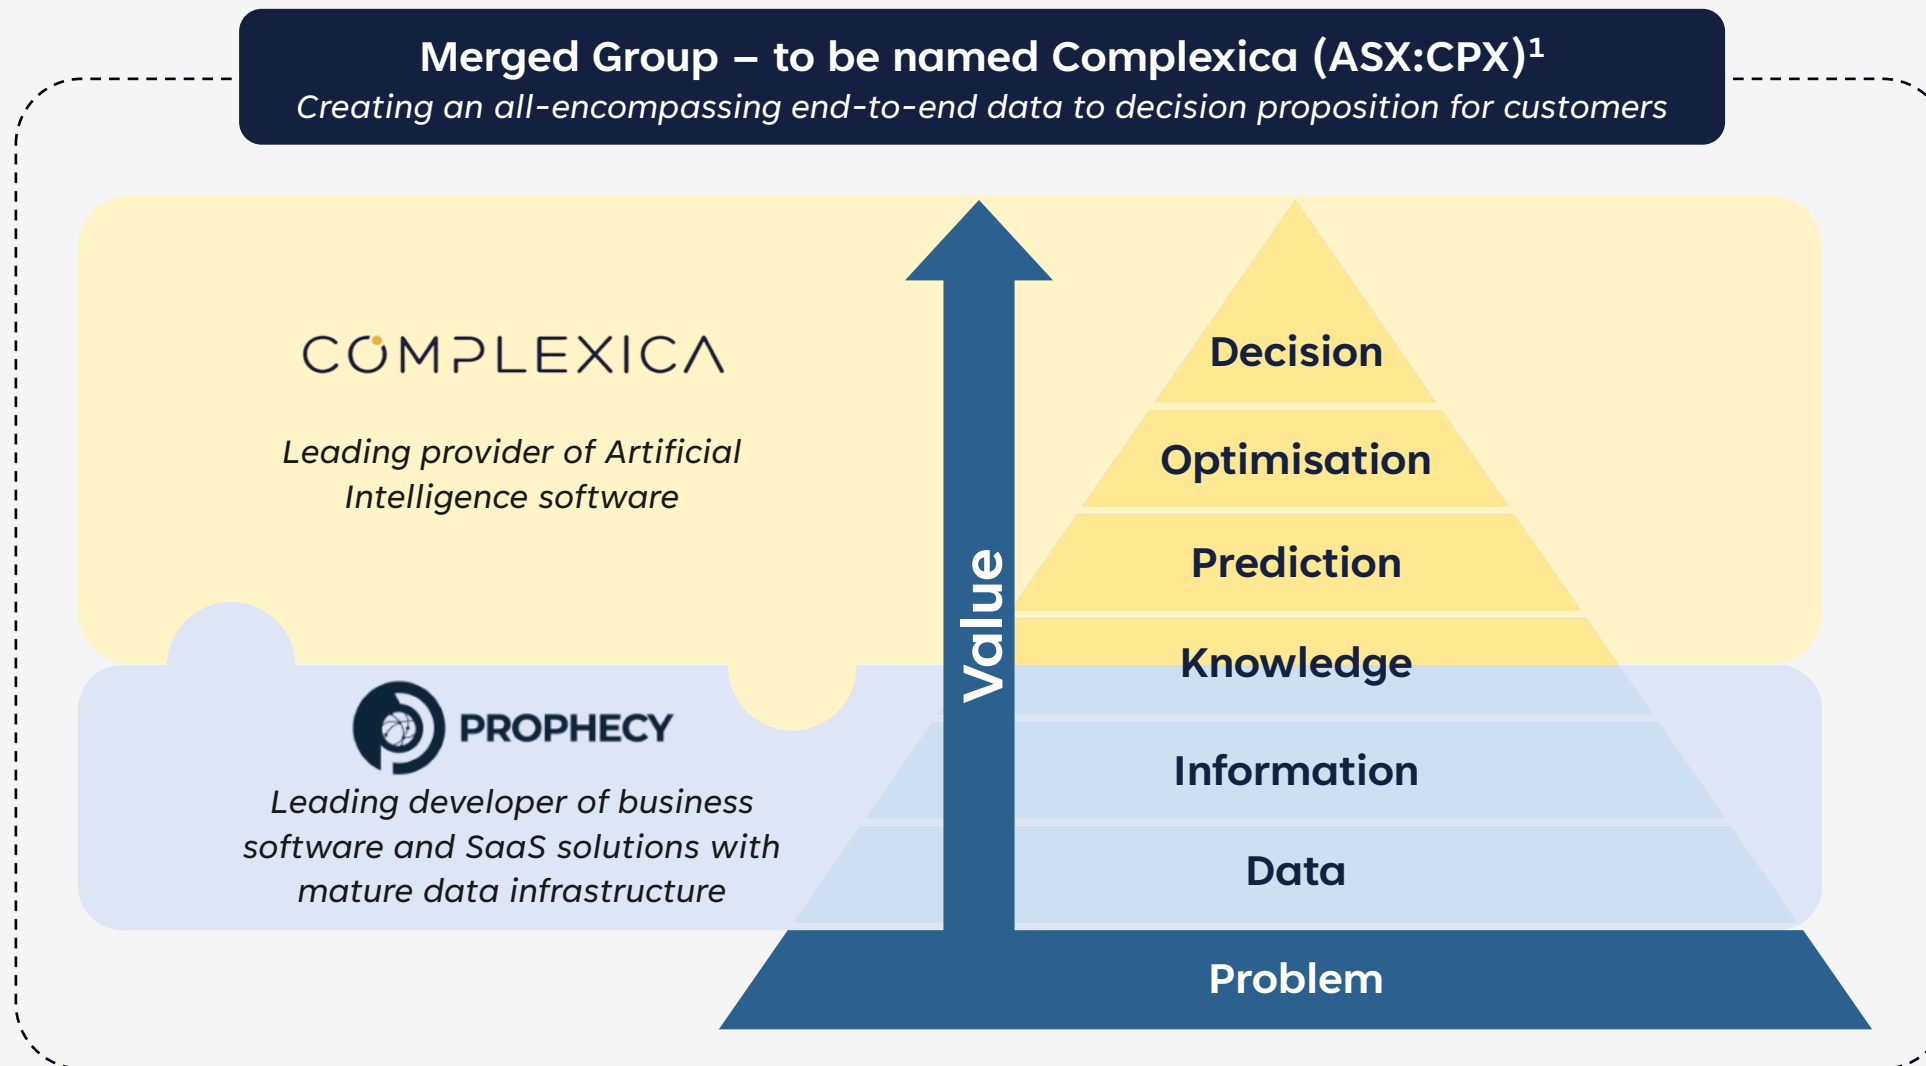 Merged Group – to be named Complexica (ASX:CPX)¹
Creating an all-encompassing end-to-end data to decision proposition for customers
COMPLEXICA
Leading provider of Artificial
Intelligence software
PROPHECY
Leading developer of business
software and SaaS solutions with
mature data infrastructure
Value
Decision
Optimisation
Prediction
Knowledge
Information
Data
Problem